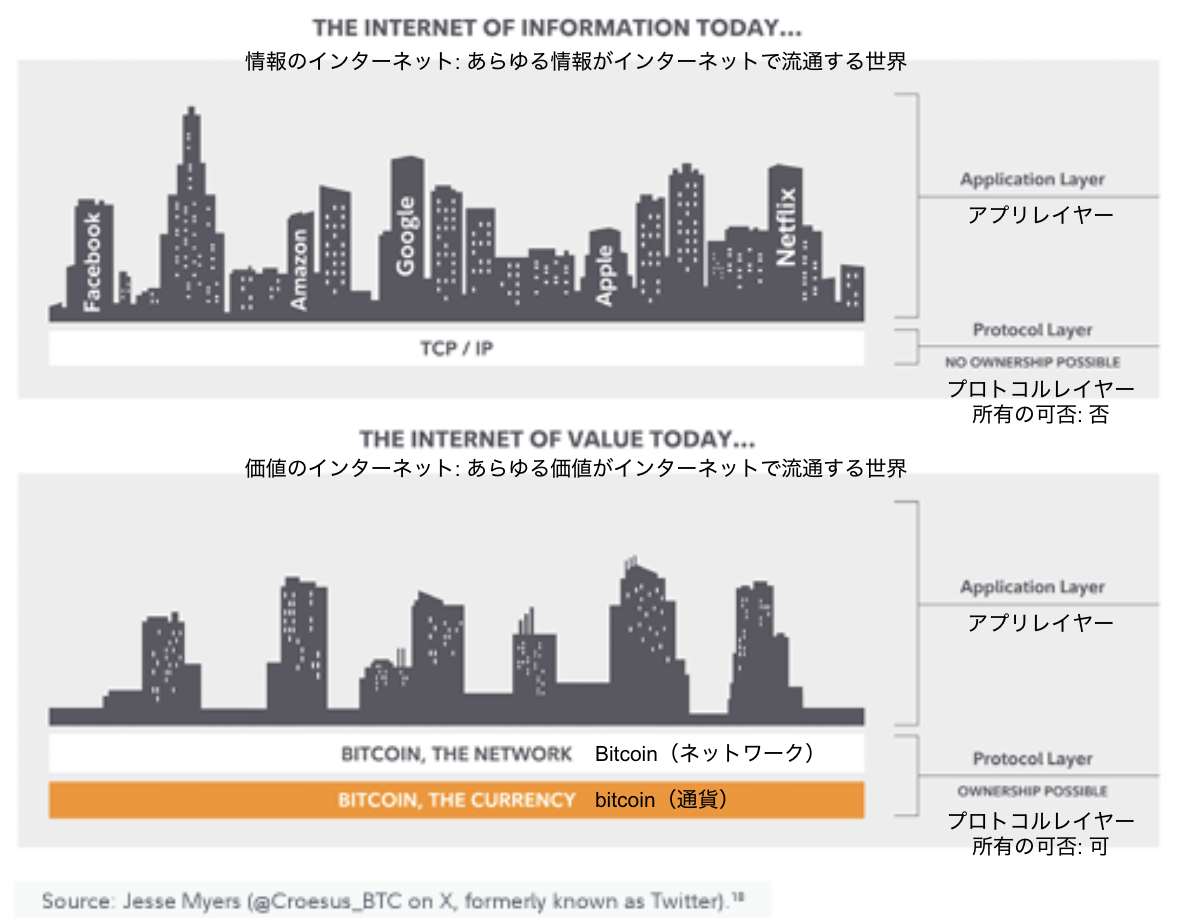 THE INTERNET OF INFORMATION TODAY...
情報のインターネット: あらゆる情報がインターネットで流通する世界
Facebook
Amazon
Google
Apple
Netflix
Application Layer
アプリレイヤー
TCP / IP
Protocol Layer
NO OWNERSHIP POSSIBLE
プロトコルレイヤー
所有の可否: 否
THE INTERNET OF VALUE TODAY...
価値のインターネット: あらゆる価値がインターネットで流通する世界
Application Layer
アプリレイヤー
BITCOIN, THE NETWORK Bitcoin（ネットワーク）
BITCOIN, THE CURRENCY bitcoin（通貨）
Protocol Layer
OWNERSHIP POSSIBLE
プロトコルレイヤー
所有の可否: 可
Source: Jesse Myers (@Croesus_BTC on X, formerly known as Twitter).¹⁸